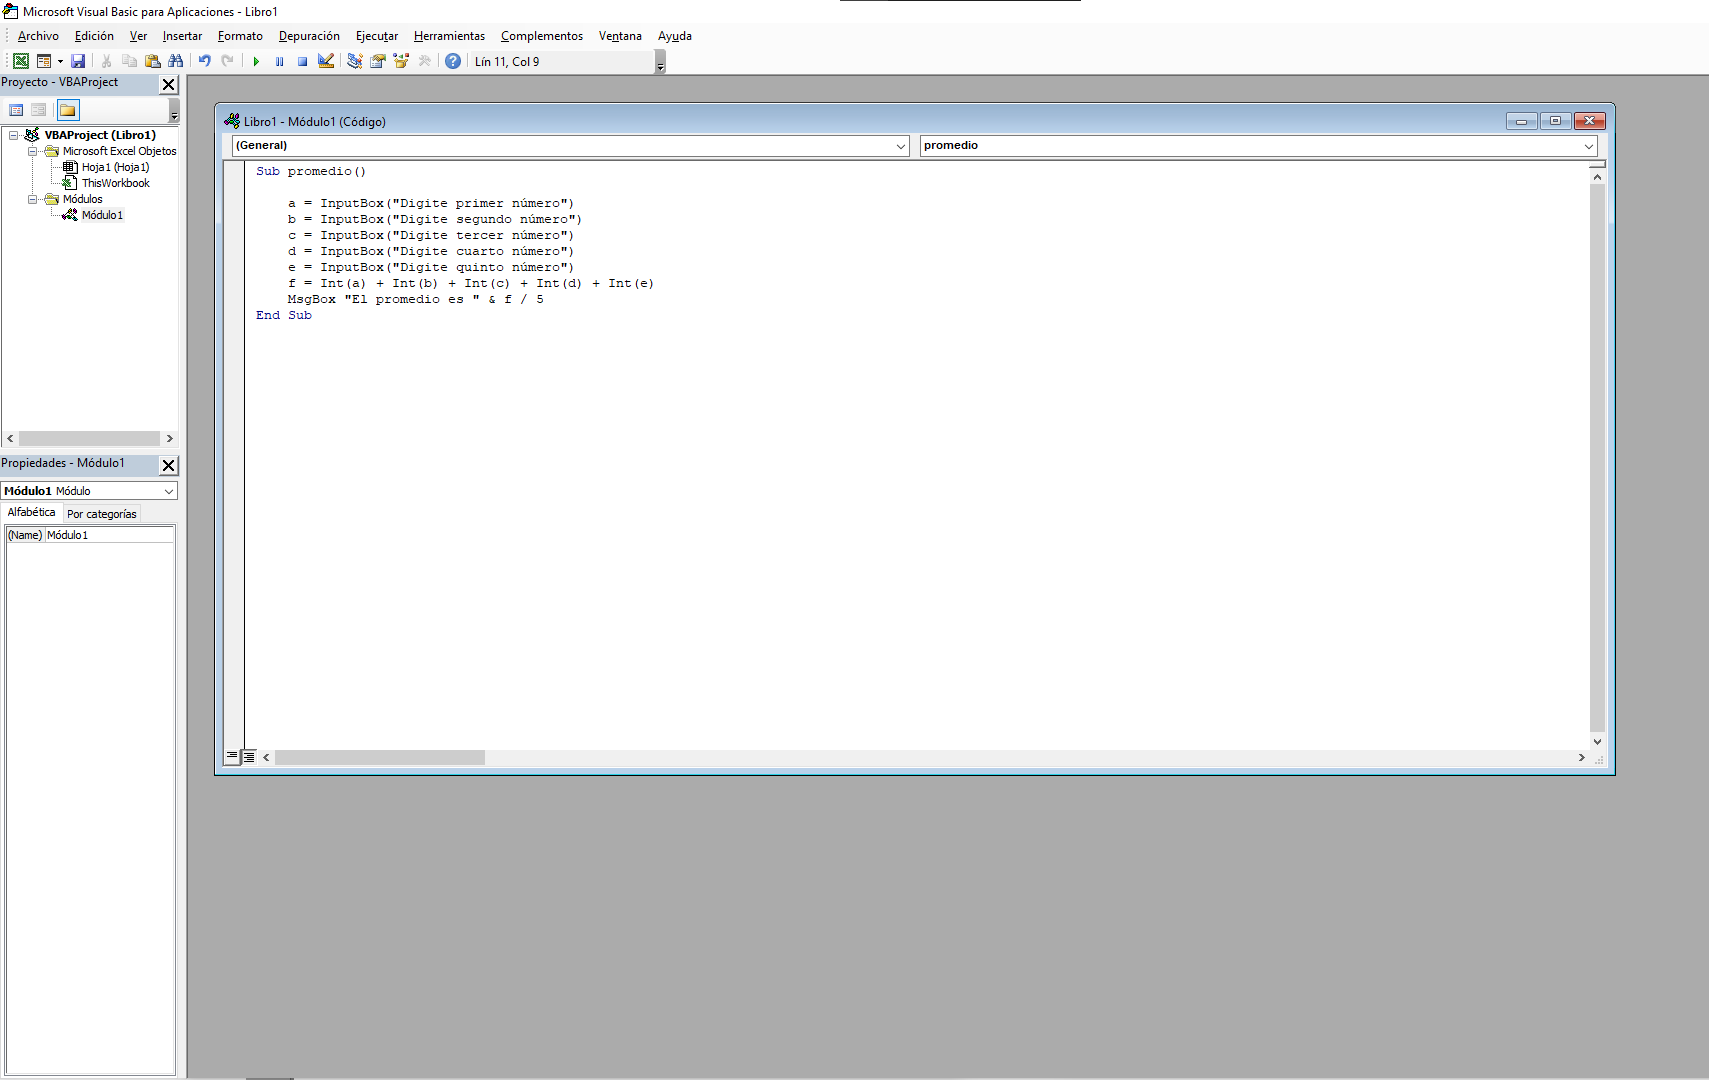 Microsoft Visual Basic para Aplicaciones - Libro1
Archivo Edición Ver Insertar Formato Depuración Ejecutar Herramientas Complementos Ventana Ayuda
Lín 11, Col 9
Proyecto - VBAProject
VBAProject (Libro1)
Microsoft Excel Objetos
Hoja1 (Hoja1)
ThisWorkbook
Módulos
Módulo1
Propiedades - Módulo1
Módulo1 Módulo
Alfabética Por categorías
(Name) Módulo1
Libro1 - Módulo1 (Código)
(General) promedio
Sub promedio()
a = InputBox("Digite primer número")
b = InputBox("Digite segundo número")
c = InputBox("Digite tercer número")
d = InputBox("Digite cuarto número")
e = InputBox("Digite quinto número")
f = Int(a) + Int(b) + Int(c) + Int(d) + Int(e)
MsgBox "El promedio es " & f / 5
End Sub